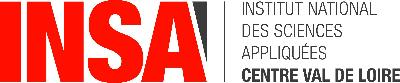 INSA
INSTITUT NATIONAL
DES SCIENCES
APPLIQUÉES
CENTRE VAL DE LOIRE